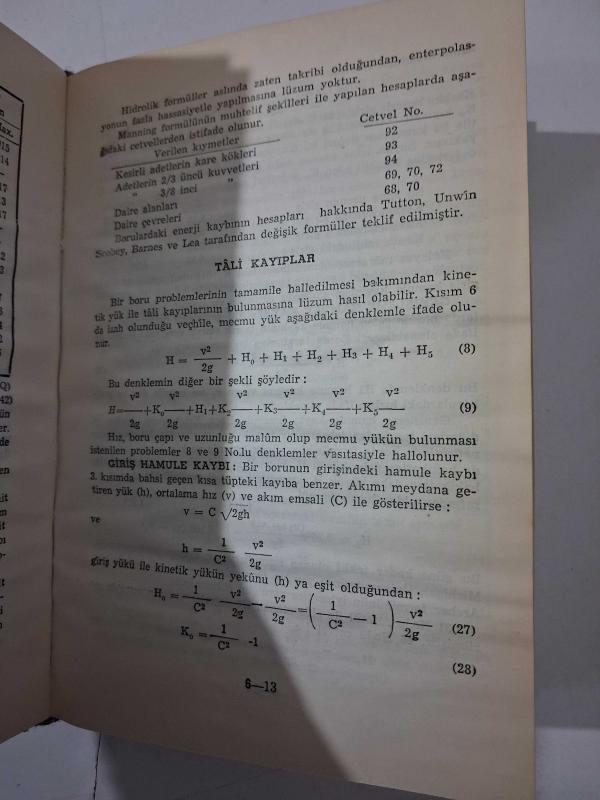 Hidrolik formüller aslında zaten takribi olduğundan, enterpolas-
yonun fazla hassasiyetle yapılmasına lüzum yoktur.
Manning formülünün muhtelif şekilleri ile yapılan hesaplarda aşa-
ğıdaki cetvellerden istifade olunur.
Verilen kıymetler Cetvel No.
Kesirli adetlerin kare kökleri 92
Adetlerin 2/3 üncü kuvvetleri 93
„ 3/8 inci „ 94
Daire alanları 69, 70, 72
Daire çevreleri 68, 70
Borulardaki enerji kaybının hesapları hakkında Tutton, Unwin
Scobey, Barnes ve Lea tarafından değişik formüller teklif edilmiştir.
TÂLİ KAYIPLAR
Bir boru problemlerinin tamamile halledilmesi bakımından kine-
tik yük ile tâli kayıplarının bulunmasına lüzum hasıl olabilir. Kısım 6
da izah olunduğu veçhile, mecmu yük aşağıdaki denklemle ifade olu-
nur.
H = v²/2g + H₀ + H₁ + H₂ + H₃ + H₄ + H₅ (8)
Bu denklemin diğer bir şekli şöyledir :
H= v²/2g +K₀ v²/2g +H₁+K₂ v²/2g +K₃ v²/2g +K₄ v²/2g +K₅ v²/2g (9)
Hız, boru çapı ve uzunluğu malûm olup mecmu yükün bulunması
istenilen problemler 8 ve 9 No.lu denklemler vasıtasiyle hallolunur.
GİRİŞ HAMULE KAYBI : Bir borunun girişindeki hamule kaybı
3. kısımda bahsi geçen kısa tüpteki kayıba benzer. Akımı meydana ge-
tiren yük (h), ortalama hız (v) ve akım emsali (C) ile gösterilirse :
v = C √2gh
ve
h = 1/C² v²/2g
giriş yükü ile kinetik yükün yekûnu (h) ya eşit olduğundan :
H₀ = 1/C² v²/2g — v²/2g = (1/C² — 1) v²/2g (27)
K₀ = 1/C² -1
(28)
6—13